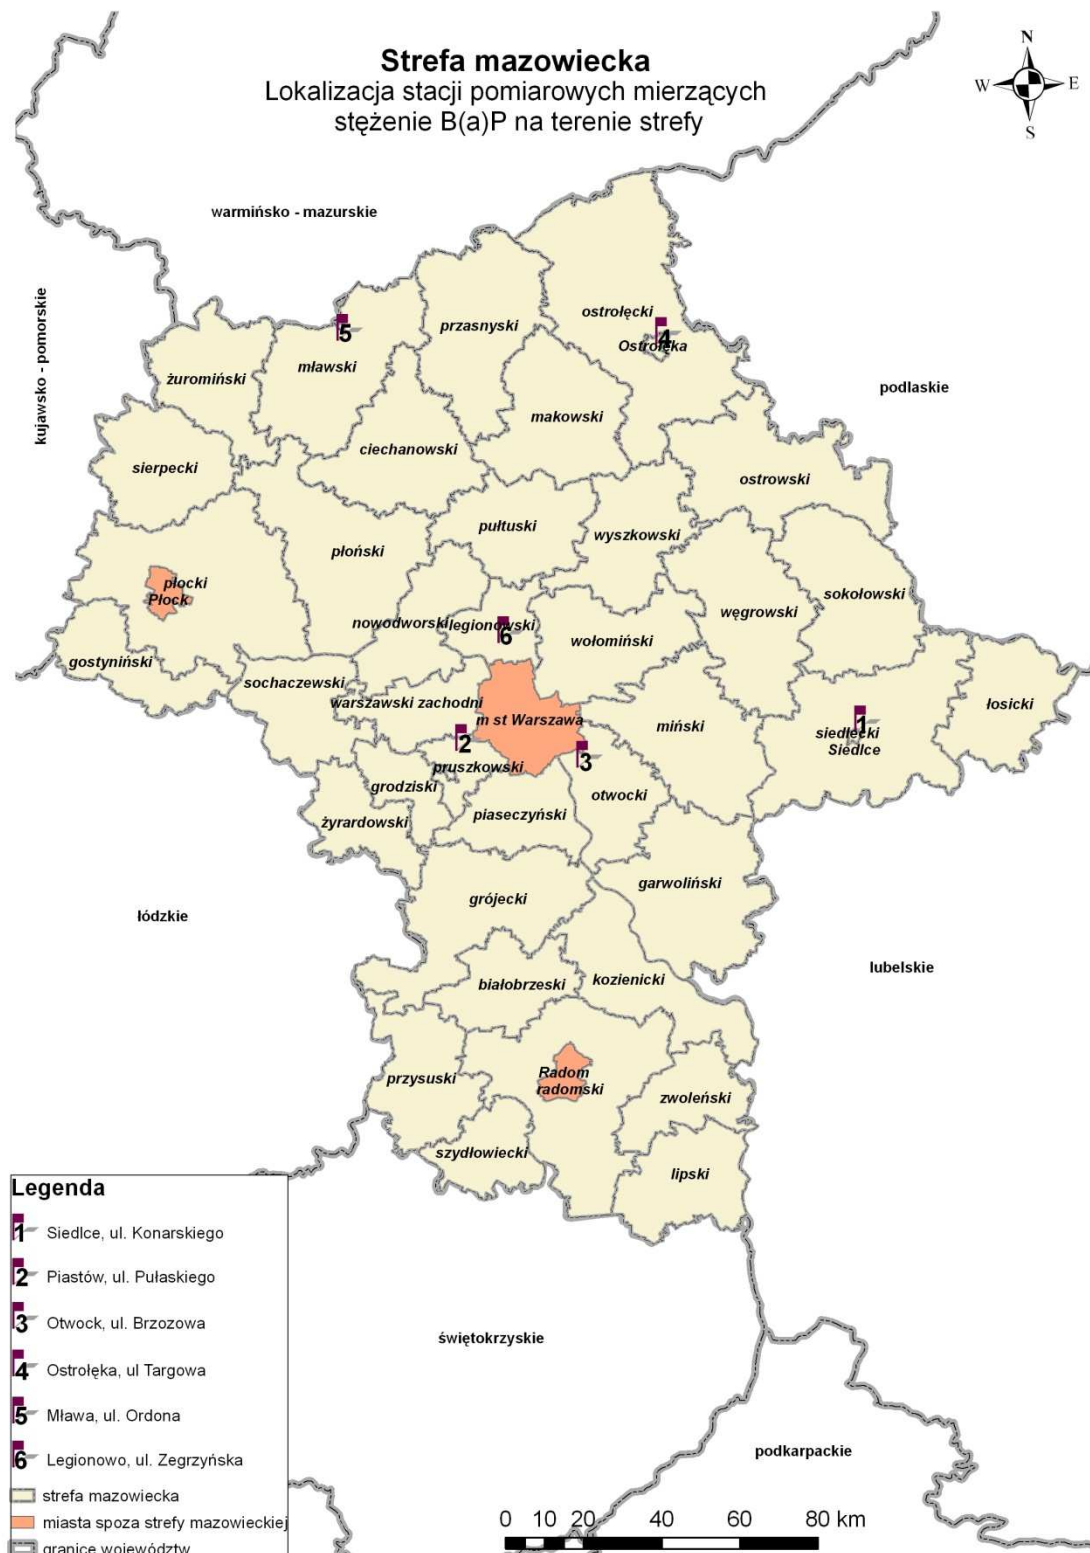 Strefa mazowiecka
Lokalizacja stacji pomiarowych mierzących
stężenie B(a)P na terenie strefy
N
W
E
S
warmińsko - mazurskie
kujawsko - pomorskie
podlaskie
ostrołęcki
4
Ostrołęka
przasnyski
5
mławski
żuromiński
makowski
ciechanowski
sierpecki
ostrowski
pułtuski
wyszkowski
płoński
płocki
Płock
sokołowski
węgrowski
nowodworski
legionowski
6
wołomiński
gostyniński
sochaczewski
warszawski zachodni
m st Warszawa
miński
łosicki
1
siedlecki
Siedlce
2
pruszkowski
3
grodziski
otwocki
żyrardowski
piaseczyński
garwoliński
grójecki
łódzkie
lubelskie
białobrzeski
kozienicki
Radom
radomski
przysuski
zwoleński
szydłowiecki
lipski
świętokrzyskie
podkarpackie
Legenda
1 Siedlce, ul. Konarskiego
2 Piastów, ul. Pułaskiego
3 Otwock, ul. Brzozowa
4 Ostrołęka, ul Targowa
5 Mława, ul. Ordona
6 Legionowo, ul. Zegrzyńska
strefa mazowiecka
miasta spoza strefy mazowieckiej
granice województw
0 10 20 40 60 80 km